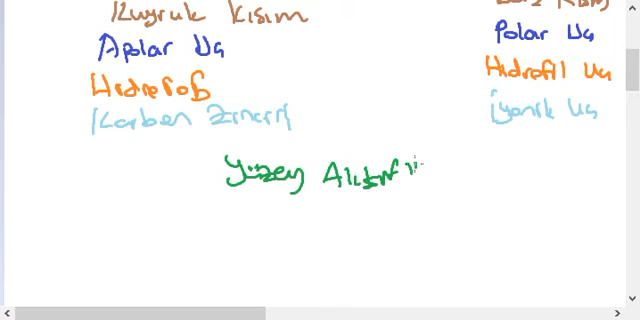 Kuyruk Kısım
Apolar Uç
Polar Uç
Hidrofob
Hidrofil Uç
Karbon Zinciri
İyonik Uç
Yüzey Aktif